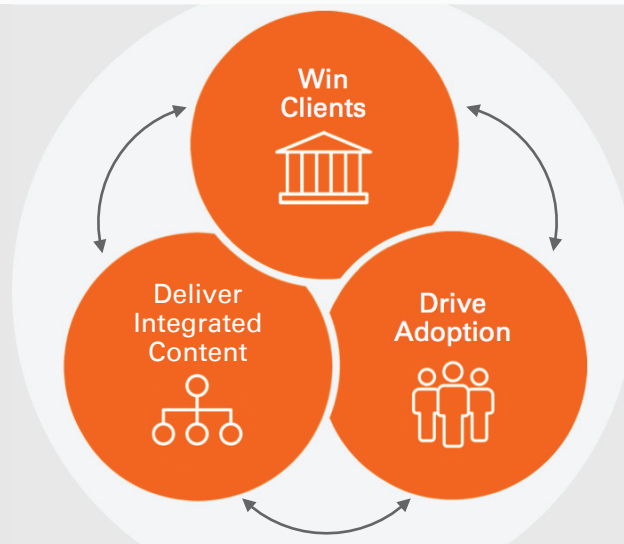 Win
Clients
Deliver
Integrated
Content
Drive
Adoption